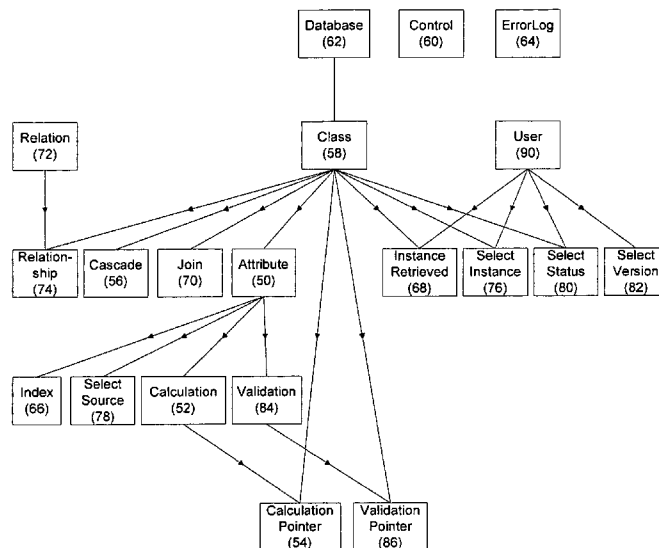 Database
(62)
Control
(60)
ErrorLog
(64)
Relation
(72)
Class
(58)
User
(90)
Relation-
ship
(74)
Cascade
(56)
Join
(70)
Attribute
(50)
Instance
Retrieved
(68)
Select
Instance
(76)
Select
Status
(80)
Select
Version
(82)
Index
(66)
Select
Source
(78)
Calculation
(52)
Validation
(84)
Calculation
Pointer
(54)
Validation
Pointer
(86)